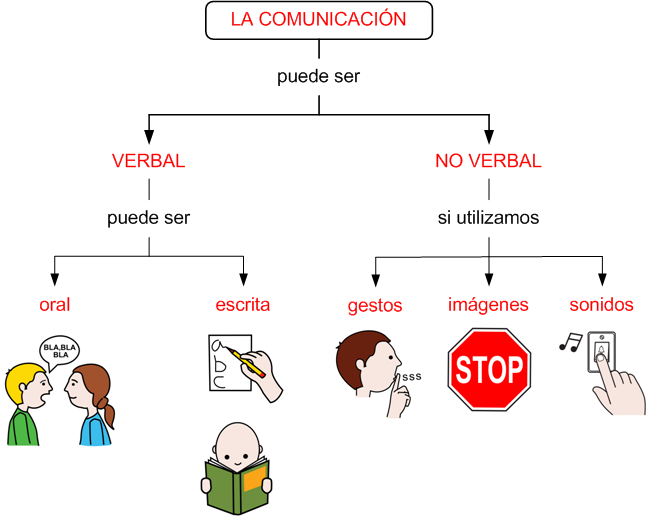 LA COMUNICACIÓN
puede ser
VERBAL
NO VERBAL
puede ser
si utilizamos
oral
escrita
gestos
imágenes
sonidos
BLA,BLA
BLA
a
b
c
sss
STOP